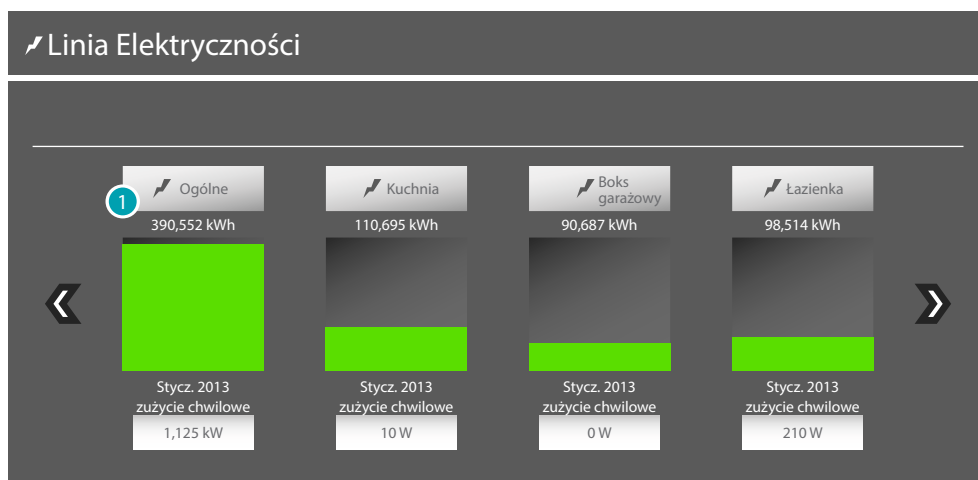 Linia Elektryczności
Ogólne
Kuchnia
Boks
garażowy
Łazienka
1
390,552 kWh
110,695 kWh
90,687 kWh
98,514 kWh
Stycz. 2013
zużycie chwilowe
Stycz. 2013
zużycie chwilowe
Stycz. 2013
zużycie chwilowe
Stycz. 2013
zużycie chwilowe
1,125 kW
10 W
0 W
210 W